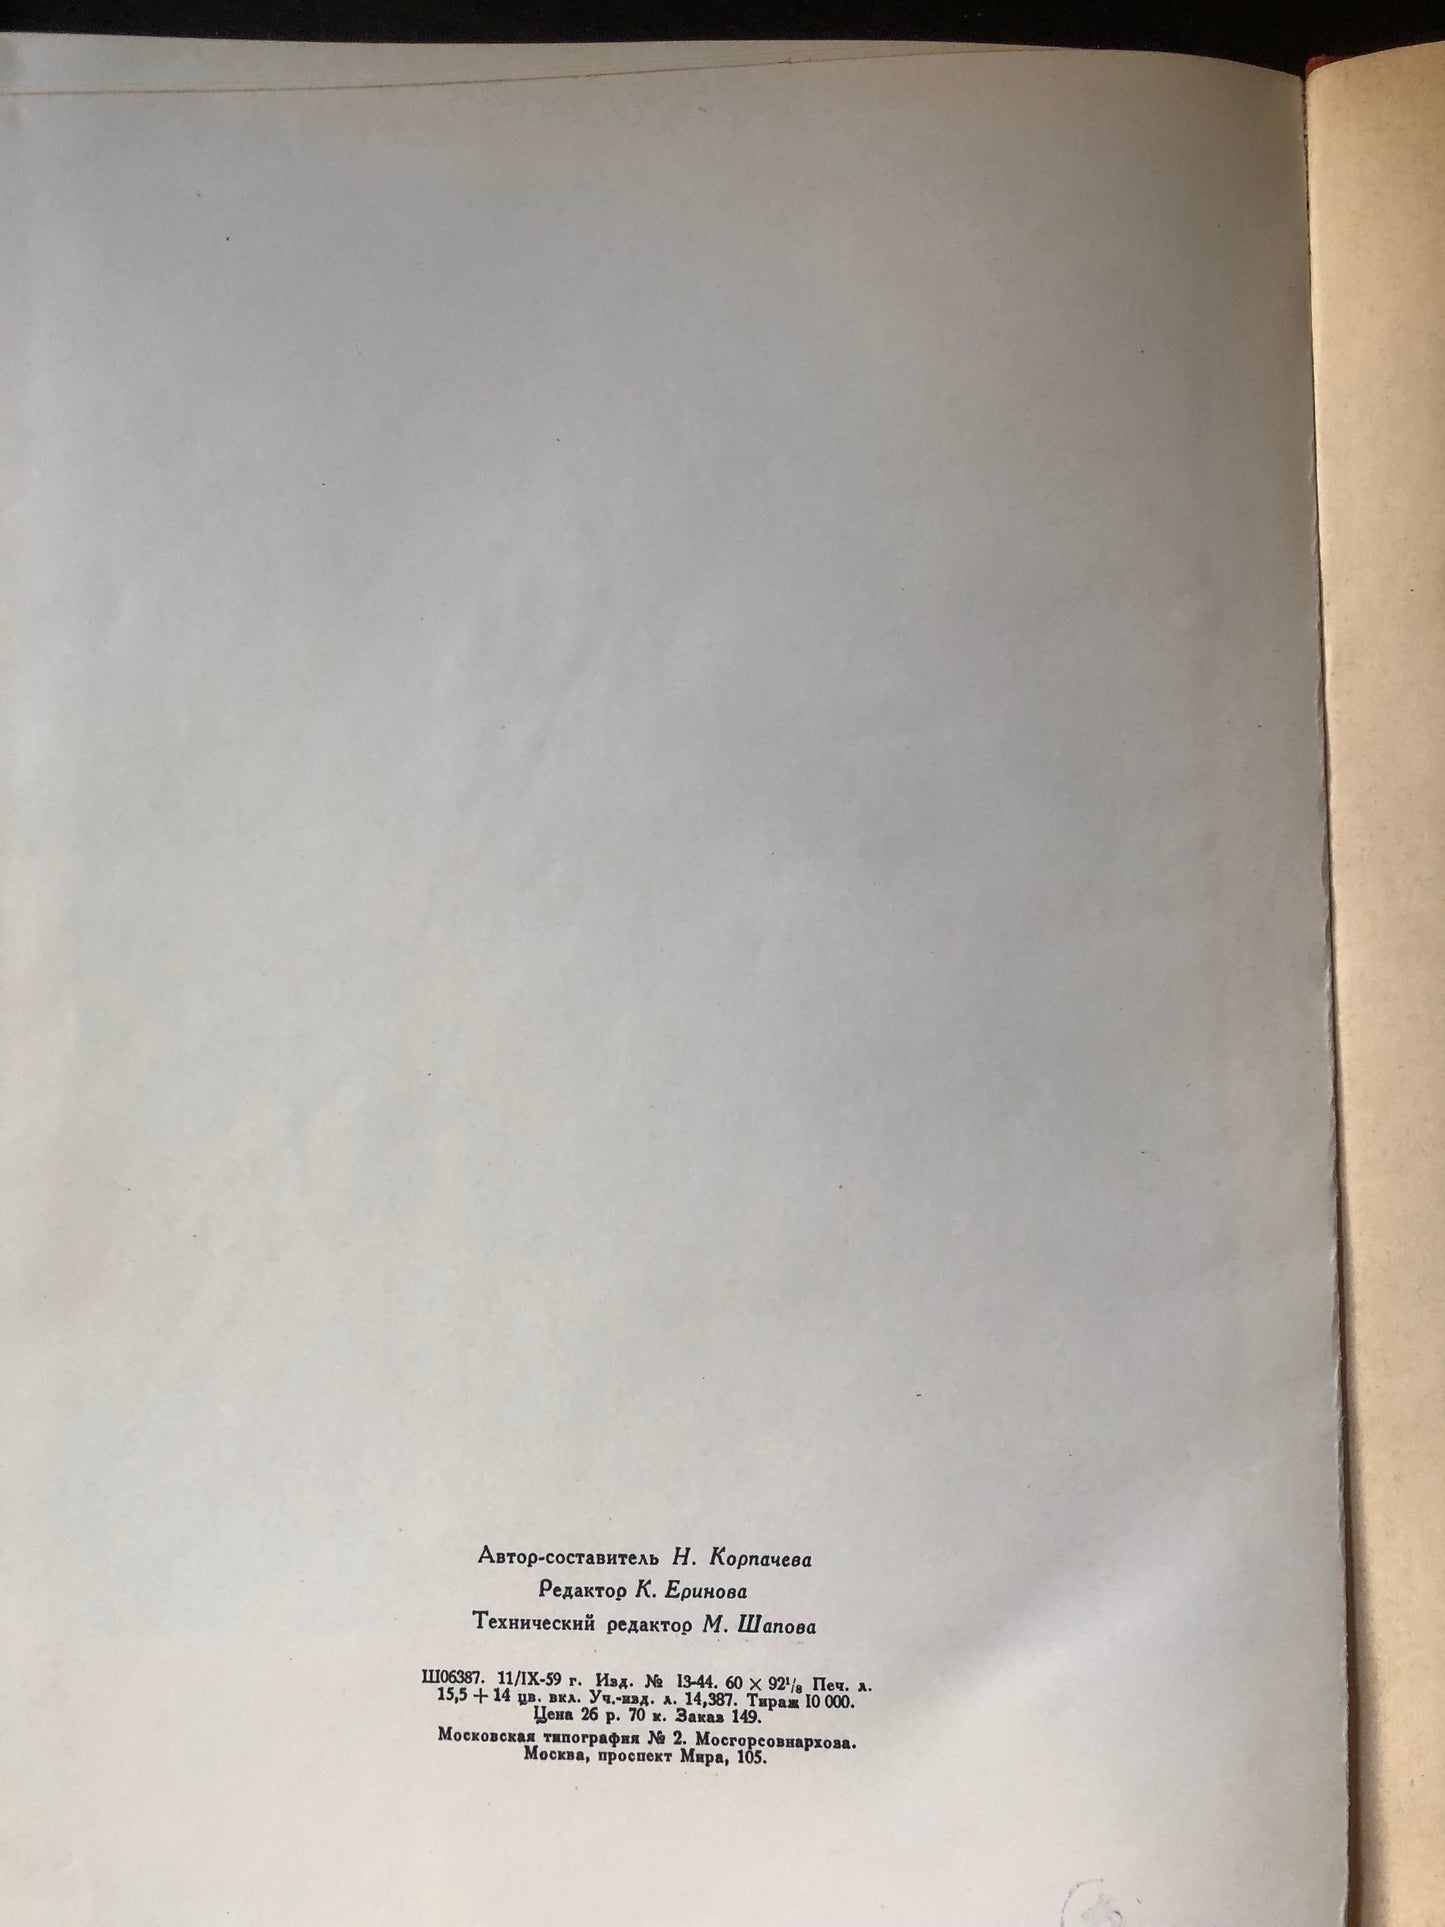 Автор-составитель Н. Корпачева
Редактор К. Еринова
Технический редактор М. Шапова
Ш06387. 11/IX-59 г. Изд. № 13-44. 60 × 92¹/₈ Печ. л.
15,5 + 14 цв. вкл. Уч.-изд. л. 14,387. Тираж 10 000.
Цена 26 р. 70 к. Заказ 149.
Московская типография № 2. Мосгорсовнархоза.
Москва, проспект Мира, 105.